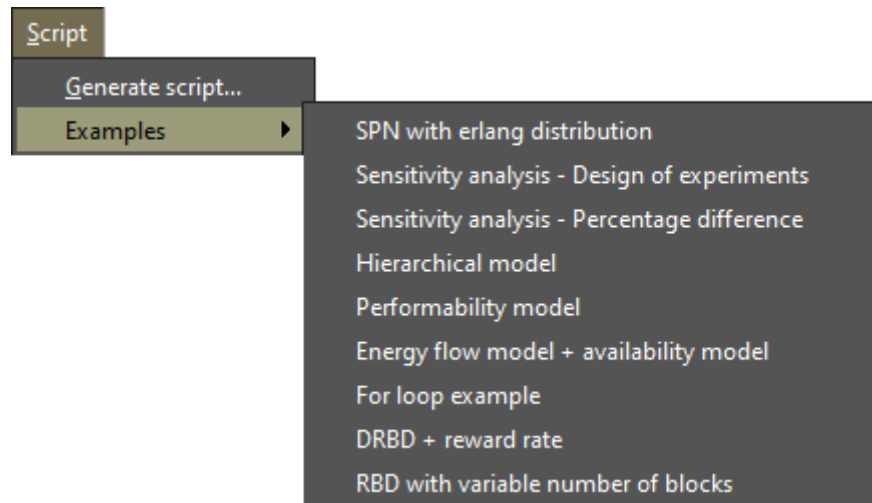 Script
Generate script...
Examples
SPN with erlang distribution
Sensitivity analysis - Design of experiments
Sensitivity analysis - Percentage difference
Hierarchical model
Performability model
Energy flow model + availability model
For loop example
DRBD + reward rate
RBD with variable number of blocks